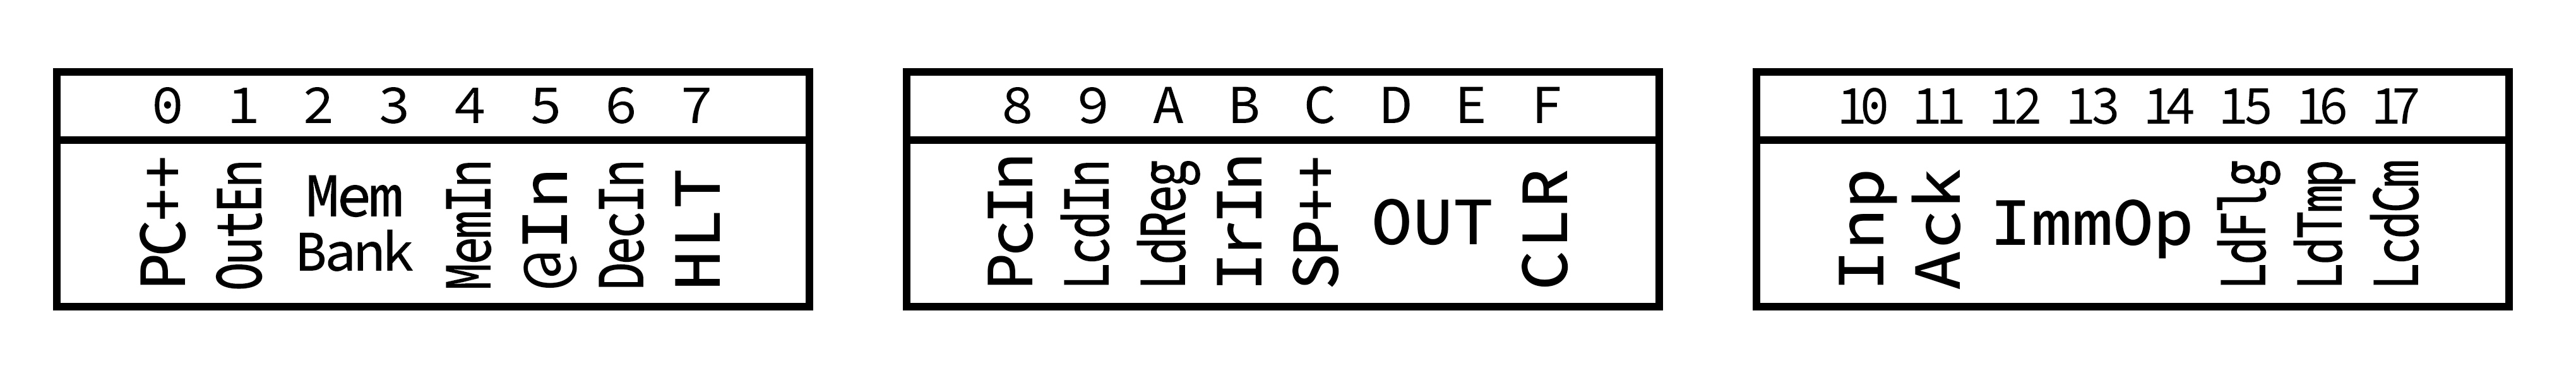 0 1 2 3 4 5 6 7
PC++ OutEn Mem Bank MemIn @In DecIn HLT
8 9 A B C D E F
PcIn LcdIn LdReg IrIn SP++ OUT CLR
10 11 12 13 14 15 16 17
Inp Ack ImmOp LdFlg LdTmp LcdCm